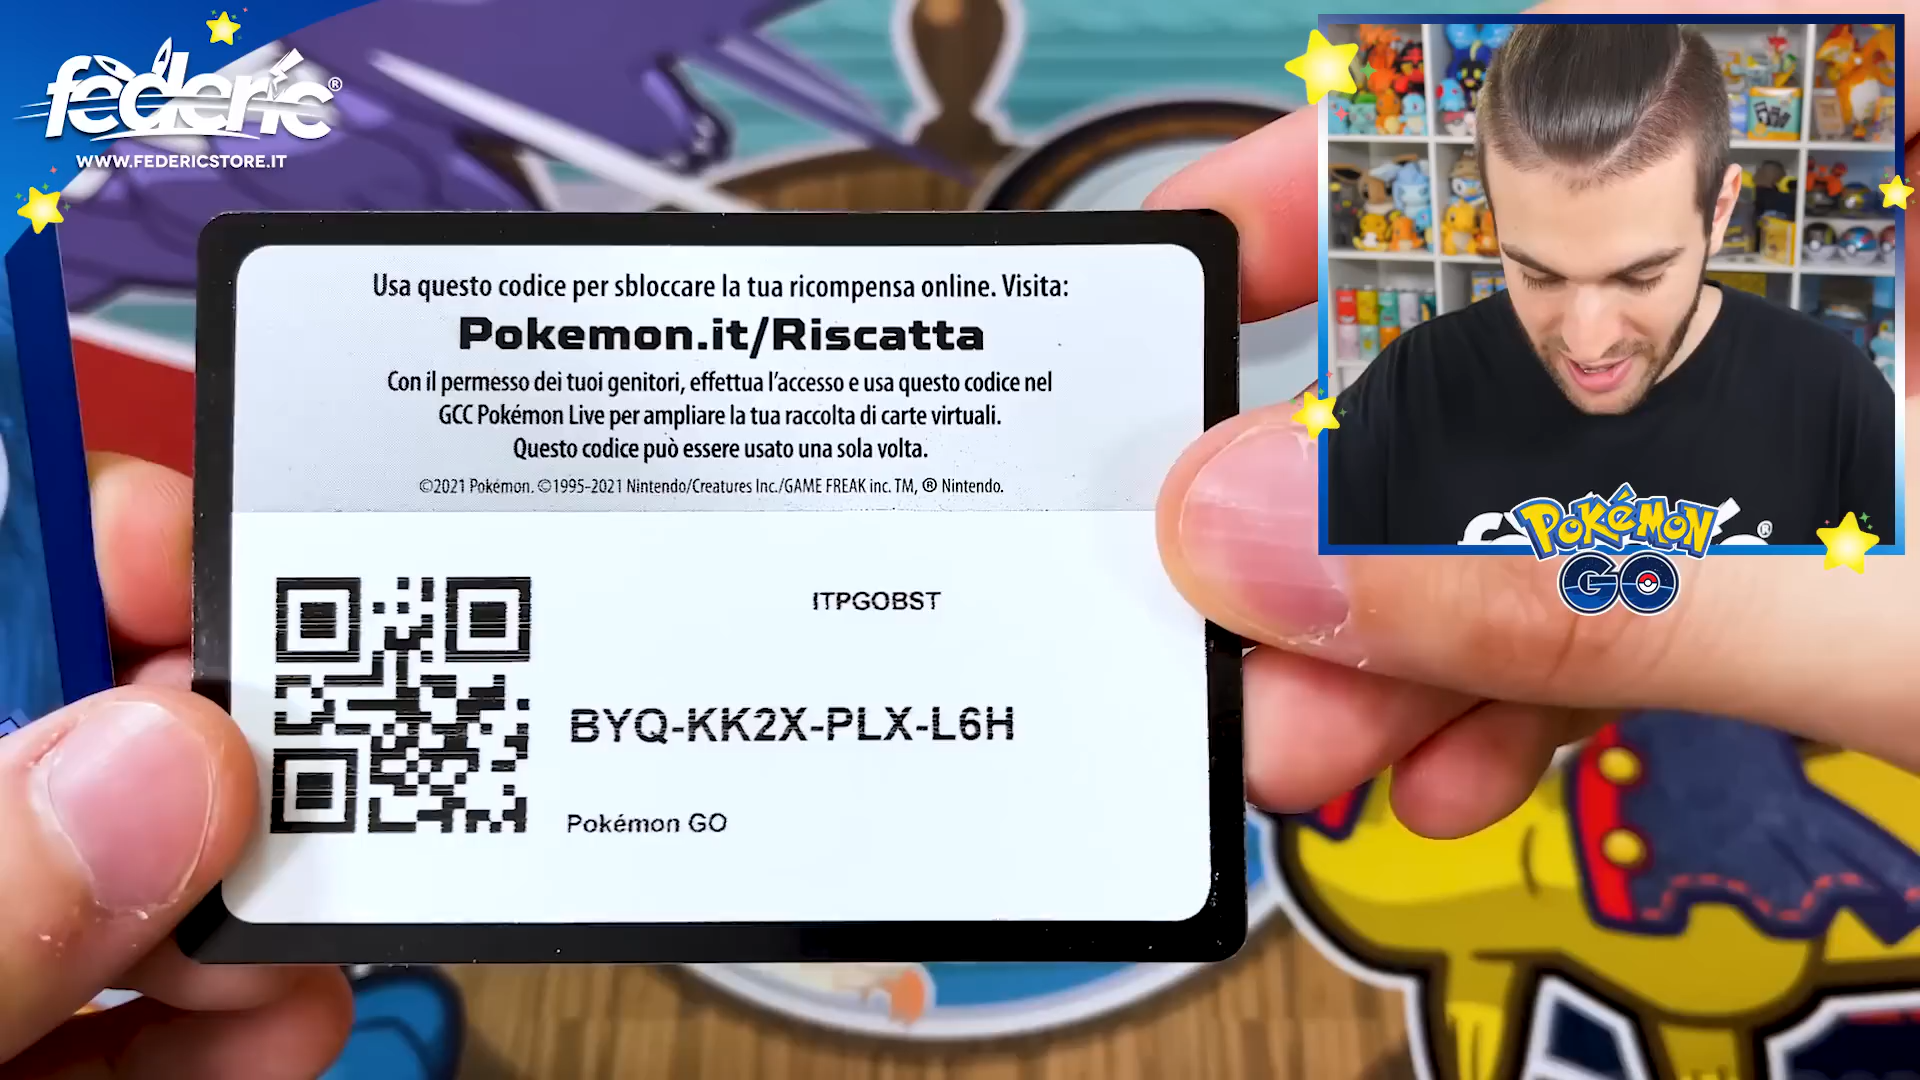 federic®
WWW.FEDERICSTORE.IT
Usa questo codice per sbloccare la tua ricompensa online. Visita:
Pokemon.it/Riscatta
Con il permesso dei tuoi genitori, effettua l'accesso e usa questo codice nel
GCC Pokémon Live per ampliare la tua raccolta di carte virtuali.
Questo codice può essere usato una sola volta.
©2021 Pokémon. ©1995-2021 Nintendo/Creatures Inc./GAME FREAK inc. TM, ® Nintendo.
ITPGOBST
BYQ-KK2X-PLX-L6H
Pokémon GO
POKéMON
GO